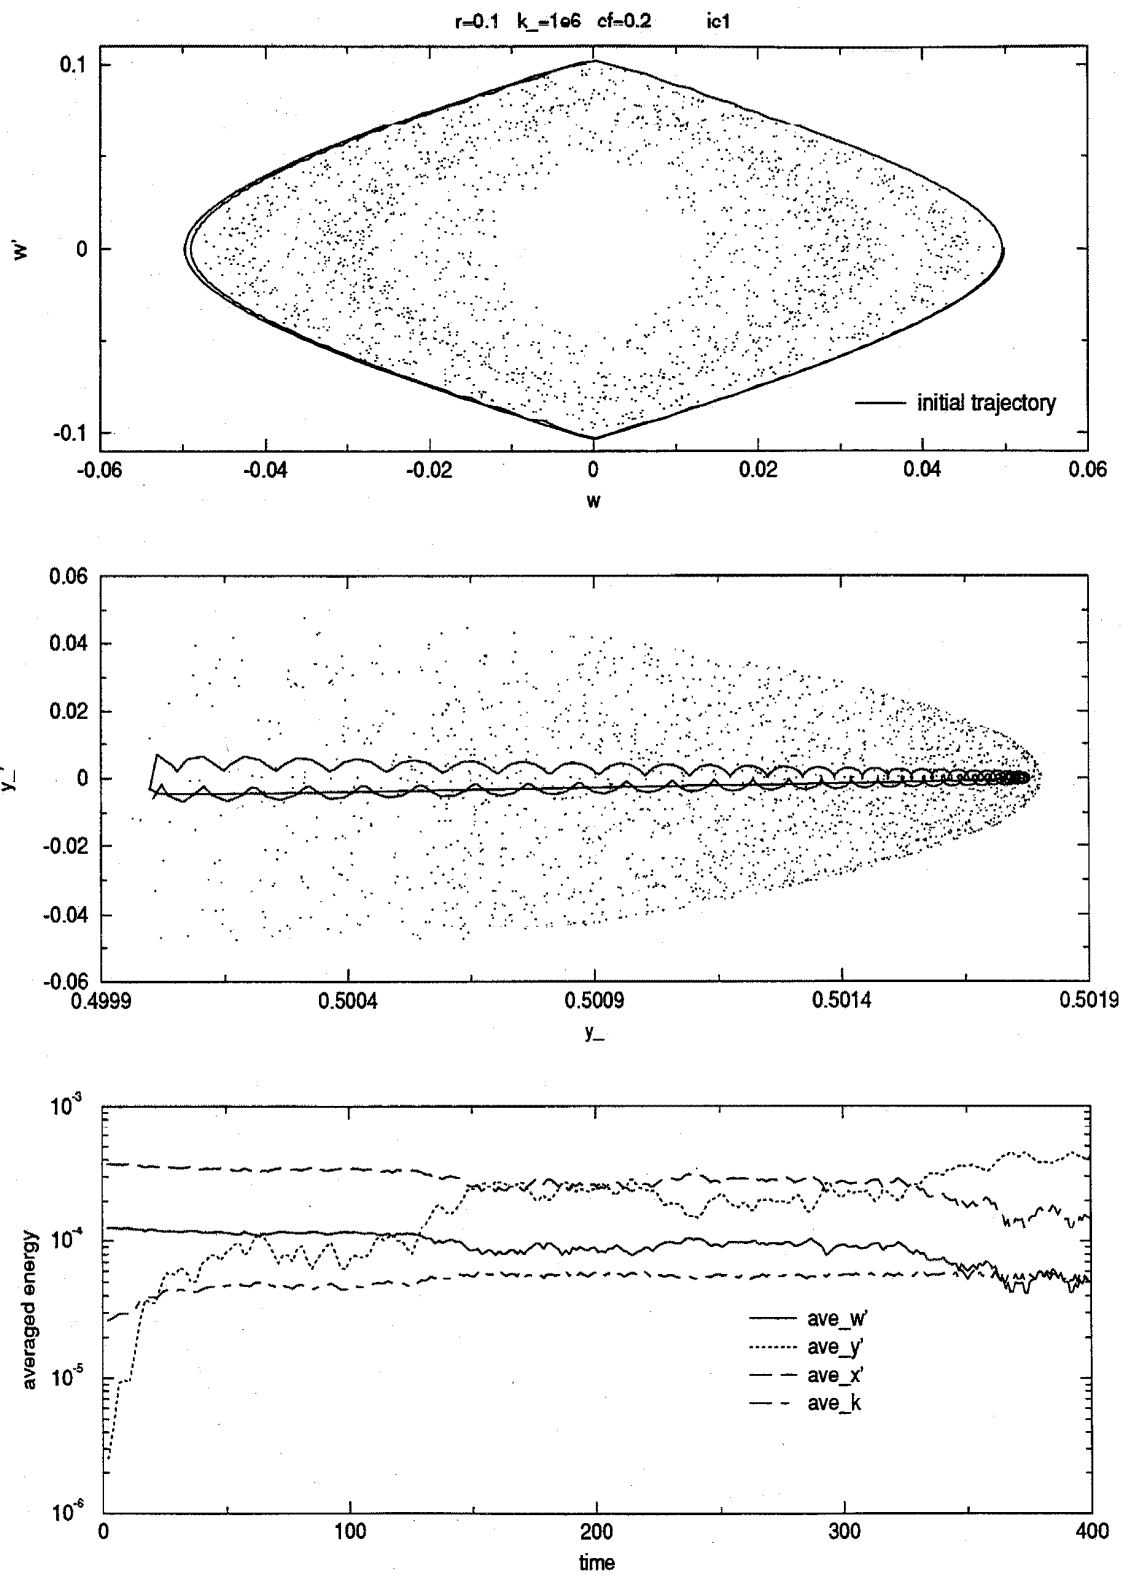 r=0.1 k_=1e6 cf=0.2 ic1
0.1
0
-0.1
w'
initial trajectory
-0.06 -0.04 -0.02 0 0.02 0.04 0.06
w
0.06
0.04
0.02
0
-0.02
-0.04
-0.06
y_'
0.4999 0.5004 0.5009 0.5014 0.5019
y_
10^-3
10^-4
10^-5
10^-6
averaged energy
ave_w'
ave_y'
ave_x'
ave_k
0 100 200 300 400
time